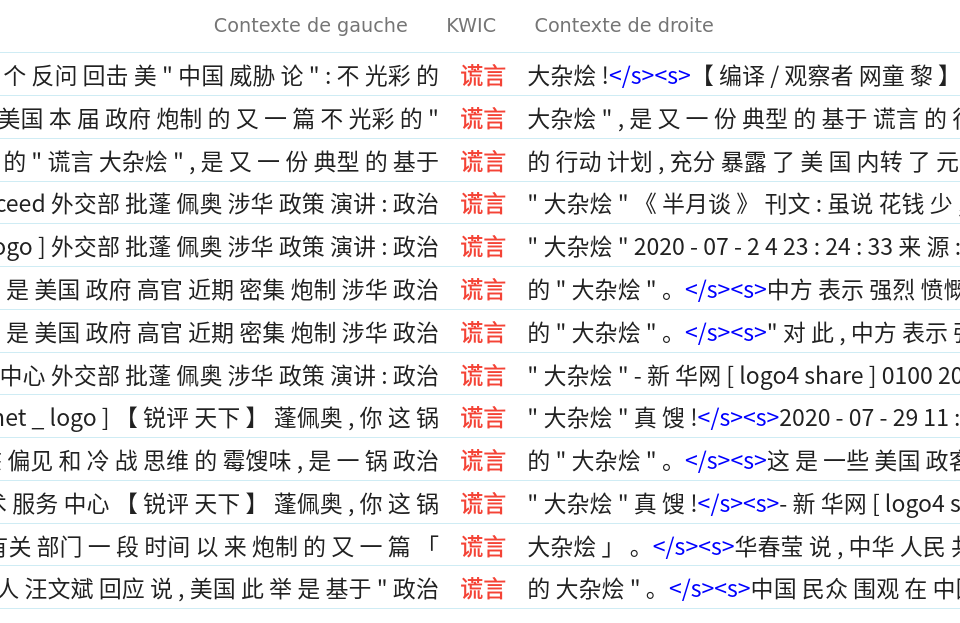 Contexte de gauche KWIC Contexte de droite
个 反问 回击 美 " 中国 威胁 论 " : 不 光彩 的 谎言 大杂烩 !</s><s> 【 编译 / 观察者 网童 黎 】
美国 本 届 政府 炮制 的 又 一 篇 不 光彩 的 " 谎言 大杂烩 " , 是 又 一 份 典型 的 基于 谎言 的
的 " 谎言 大杂烩 " , 是 又 一 份 典型 的 基于 谎言 的 行动 计划 , 充分 暴露 了 美 国 内转 了 元
ceed 外交部 批蓬 佩奥 涉华 政策 演讲 : 政治 谎言 " 大杂烩 " 《 半月谈 》 刊文 : 虽说 花钱 少
ogo ] 外交部 批蓬 佩奥 涉华 政策 演讲 : 政治 谎言 " 大杂烩 " 2020 - 07 - 2 4 23 : 24 : 33 来 源 :
是 美国 政府 高官 近期 密集 炮制 涉华 政治 谎言 的 " 大杂烩 " 。</s><s>中方 表示 强烈 愤慨
是 美国 政府 高官 近期 密集 炮制 涉华 政治 谎言 的 " 大杂烩 " 。</s><s>" 对 此 , 中方 表示
中心 外交部 批蓬 佩奥 涉华 政策 演讲 : 政治 谎言 " 大杂烩 " - 新 华网 [ logo4 share ] 0100 20
net _ logo ] 【 锐评 天下 】 蓬佩奥 , 你 这 锅 谎言 " 大杂烩 " 真 馊 !</s><s>2020 - 07 - 29 11 :
偏见 和 冷 战 思维 的 霉馊味 , 是 一 锅 政治 谎言 的 " 大杂烩 " 。</s><s>这 是 一些 美国 政客
服务 中心 【 锐评 天下 】 蓬佩奥 , 你 这 锅 谎言 " 大杂烩 " 真 馊 !</s><s>- 新 华网 [ logo4 s
有关 部门 一 段 时间 以 来 炮制 的 又 一 篇 「 谎言 大杂烩 」 。</s><s>华春莹 说 , 中华 人民
人 汪文斌 回应 说 , 美国 此 举 是 基于 " 政治 谎言 的 大杂烩 " 。</s><s>中国 民众 围观 在 中国